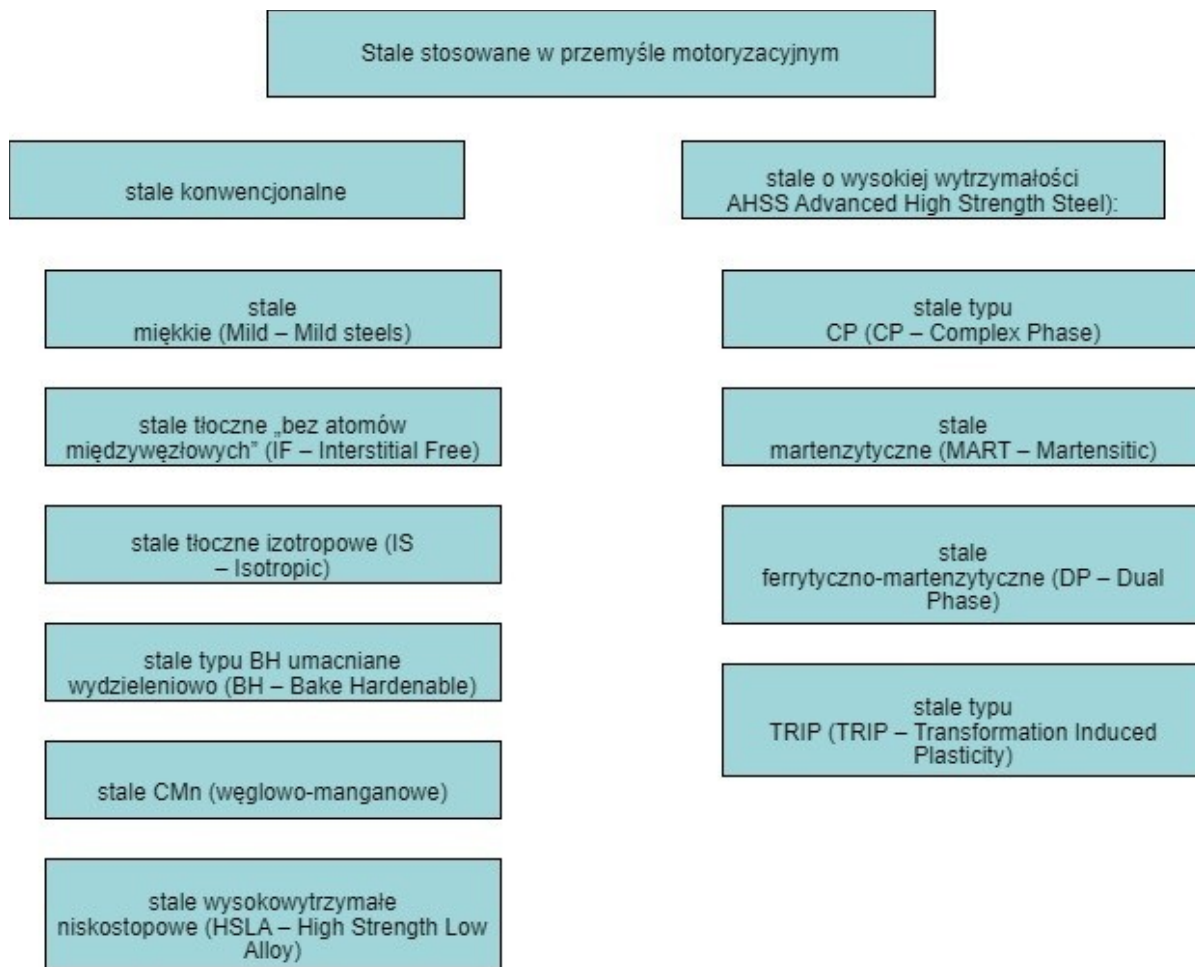 Stale stosowane w przemyśle motoryzacyjnym
stale konwencjonalne
stale miękkie (Mild – Mild steels)
stale tłoczne „bez atomów
międzywęzłowych” (IF – Interstitial Free)
stale tłoczne izotropowe (IS
– Isotropic)
stale typu BH umacniane
wydzieleniowo (BH – Bake Hardenable)
stale CMn (węglowo-manganowe)
stale wysokowytrzymałe
niskostopowe (HSLA – High Strength Low
Alloy)
stale o wysokiej wytrzymałości
AHSS Advanced High Strength Steel):
stale typu
CP (CP – Complex Phase)
stale
martenzytyczne (MART – Martensitic)
stale
ferrytyczno-martenzytyczne (DP – Dual
Phase)
stale typu
TRIP (TRIP – Transformation Induced
Plasticity)